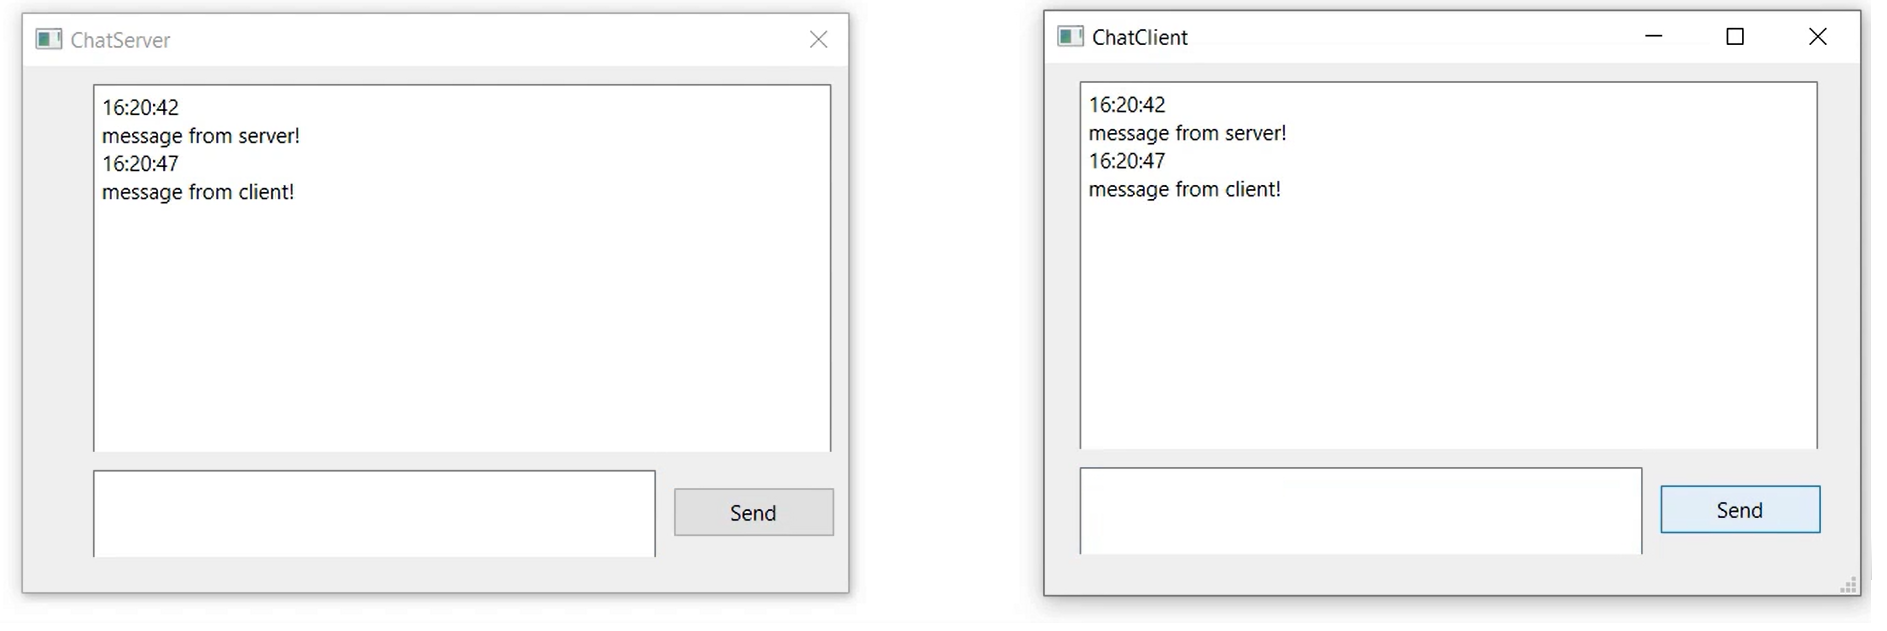 ChatServer
16:20:42
message from server!
16:20:47
message from client!
Send
ChatClient
16:20:42
message from server!
16:20:47
message from client!
Send